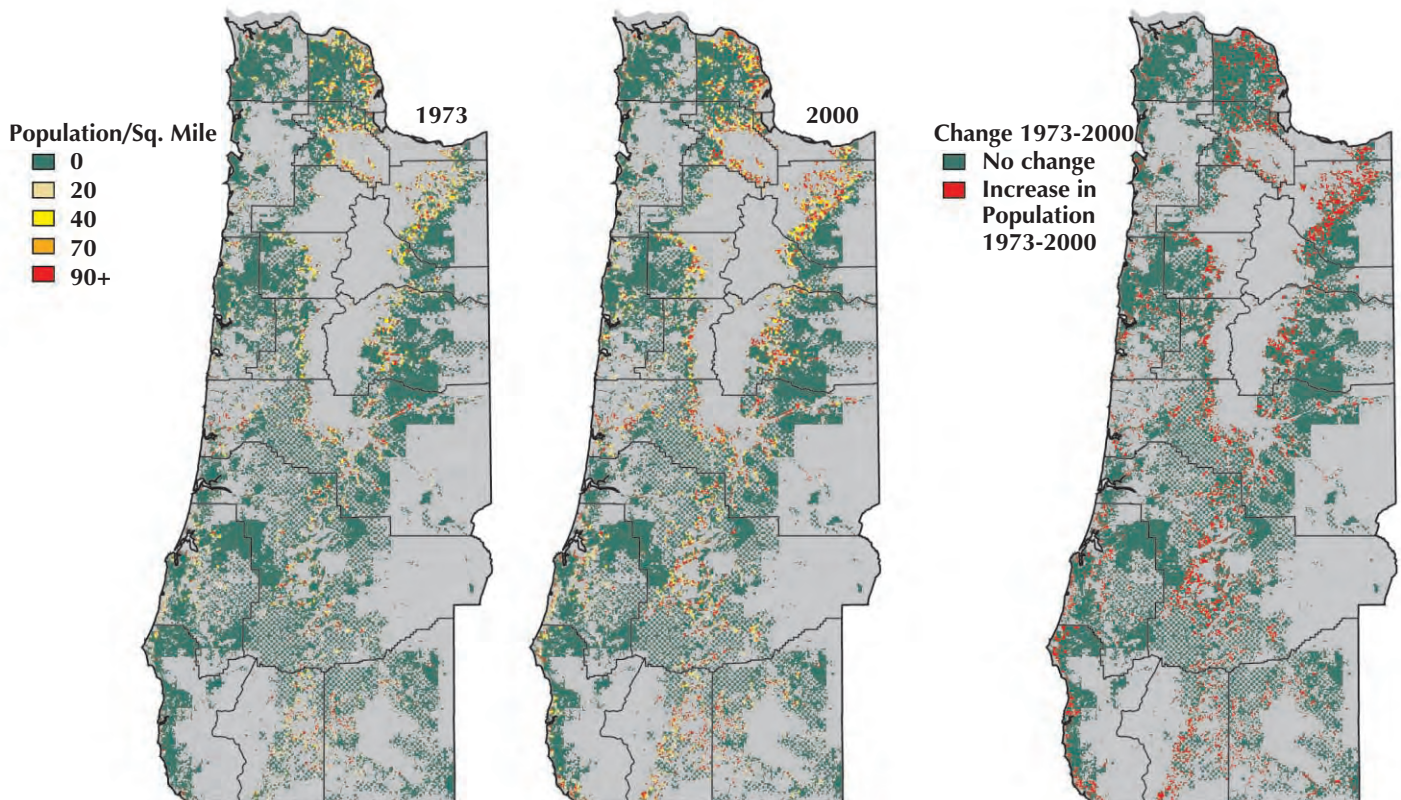 1973
Population/Sq. Mile
0
20
40
70
90+
2000
Change 1973-2000
No change
Increase in
Population
1973-2000